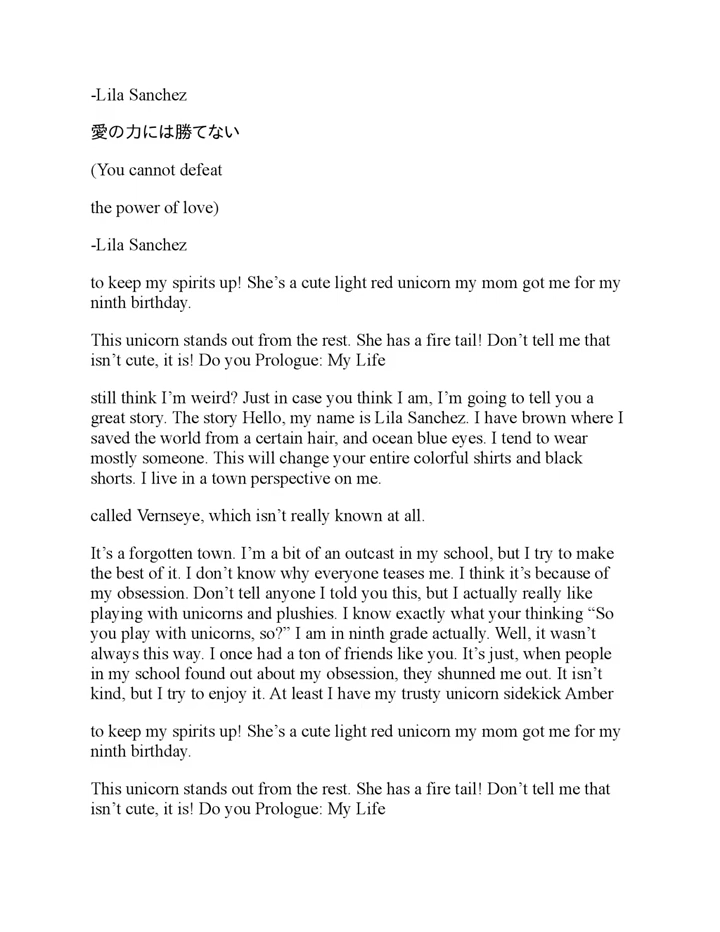 -Lila Sanchez
愛の力には勝てない
(You cannot defeat
the power of love)
-Lila Sanchez
to keep my spirits up! She’s a cute light red unicorn my mom got me for my
ninth birthday.
This unicorn stands out from the rest. She has a fire tail! Don’t tell me that
isn’t cute, it is! Do you Prologue: My Life
still think I’m weird? Just in case you think I am, I’m going to tell you a
great story. The story Hello, my name is Lila Sanchez. I have brown where I
saved the world from a certain hair, and ocean blue eyes. I tend to wear
mostly someone. This will change your entire colorful shirts and black
shorts. I live in a town perspective on me.
called Vernseye, which isn’t really known at all.
It’s a forgotten town. I’m a bit of an outcast in my school, but I try to make
the best of it. I don’t know why everyone teases me. I think it’s because of
my obsession. Don’t tell anyone I told you this, but I actually really like
playing with unicorns and plushies. I know exactly what your thinking “So
you play with unicorns, so?” I am in ninth grade actually. Well, it wasn’t
always this way. I once had a ton of friends like you. It’s just, when people
in my school found out about my obsession, they shunned me out. It isn’t
kind, but I try to enjoy it. At least I have my trusty unicorn sidekick Amber
to keep my spirits up! She’s a cute light red unicorn my mom got me for my
ninth birthday.
This unicorn stands out from the rest. She has a fire tail! Don’t tell me that
isn’t cute, it is! Do you Prologue: My Life